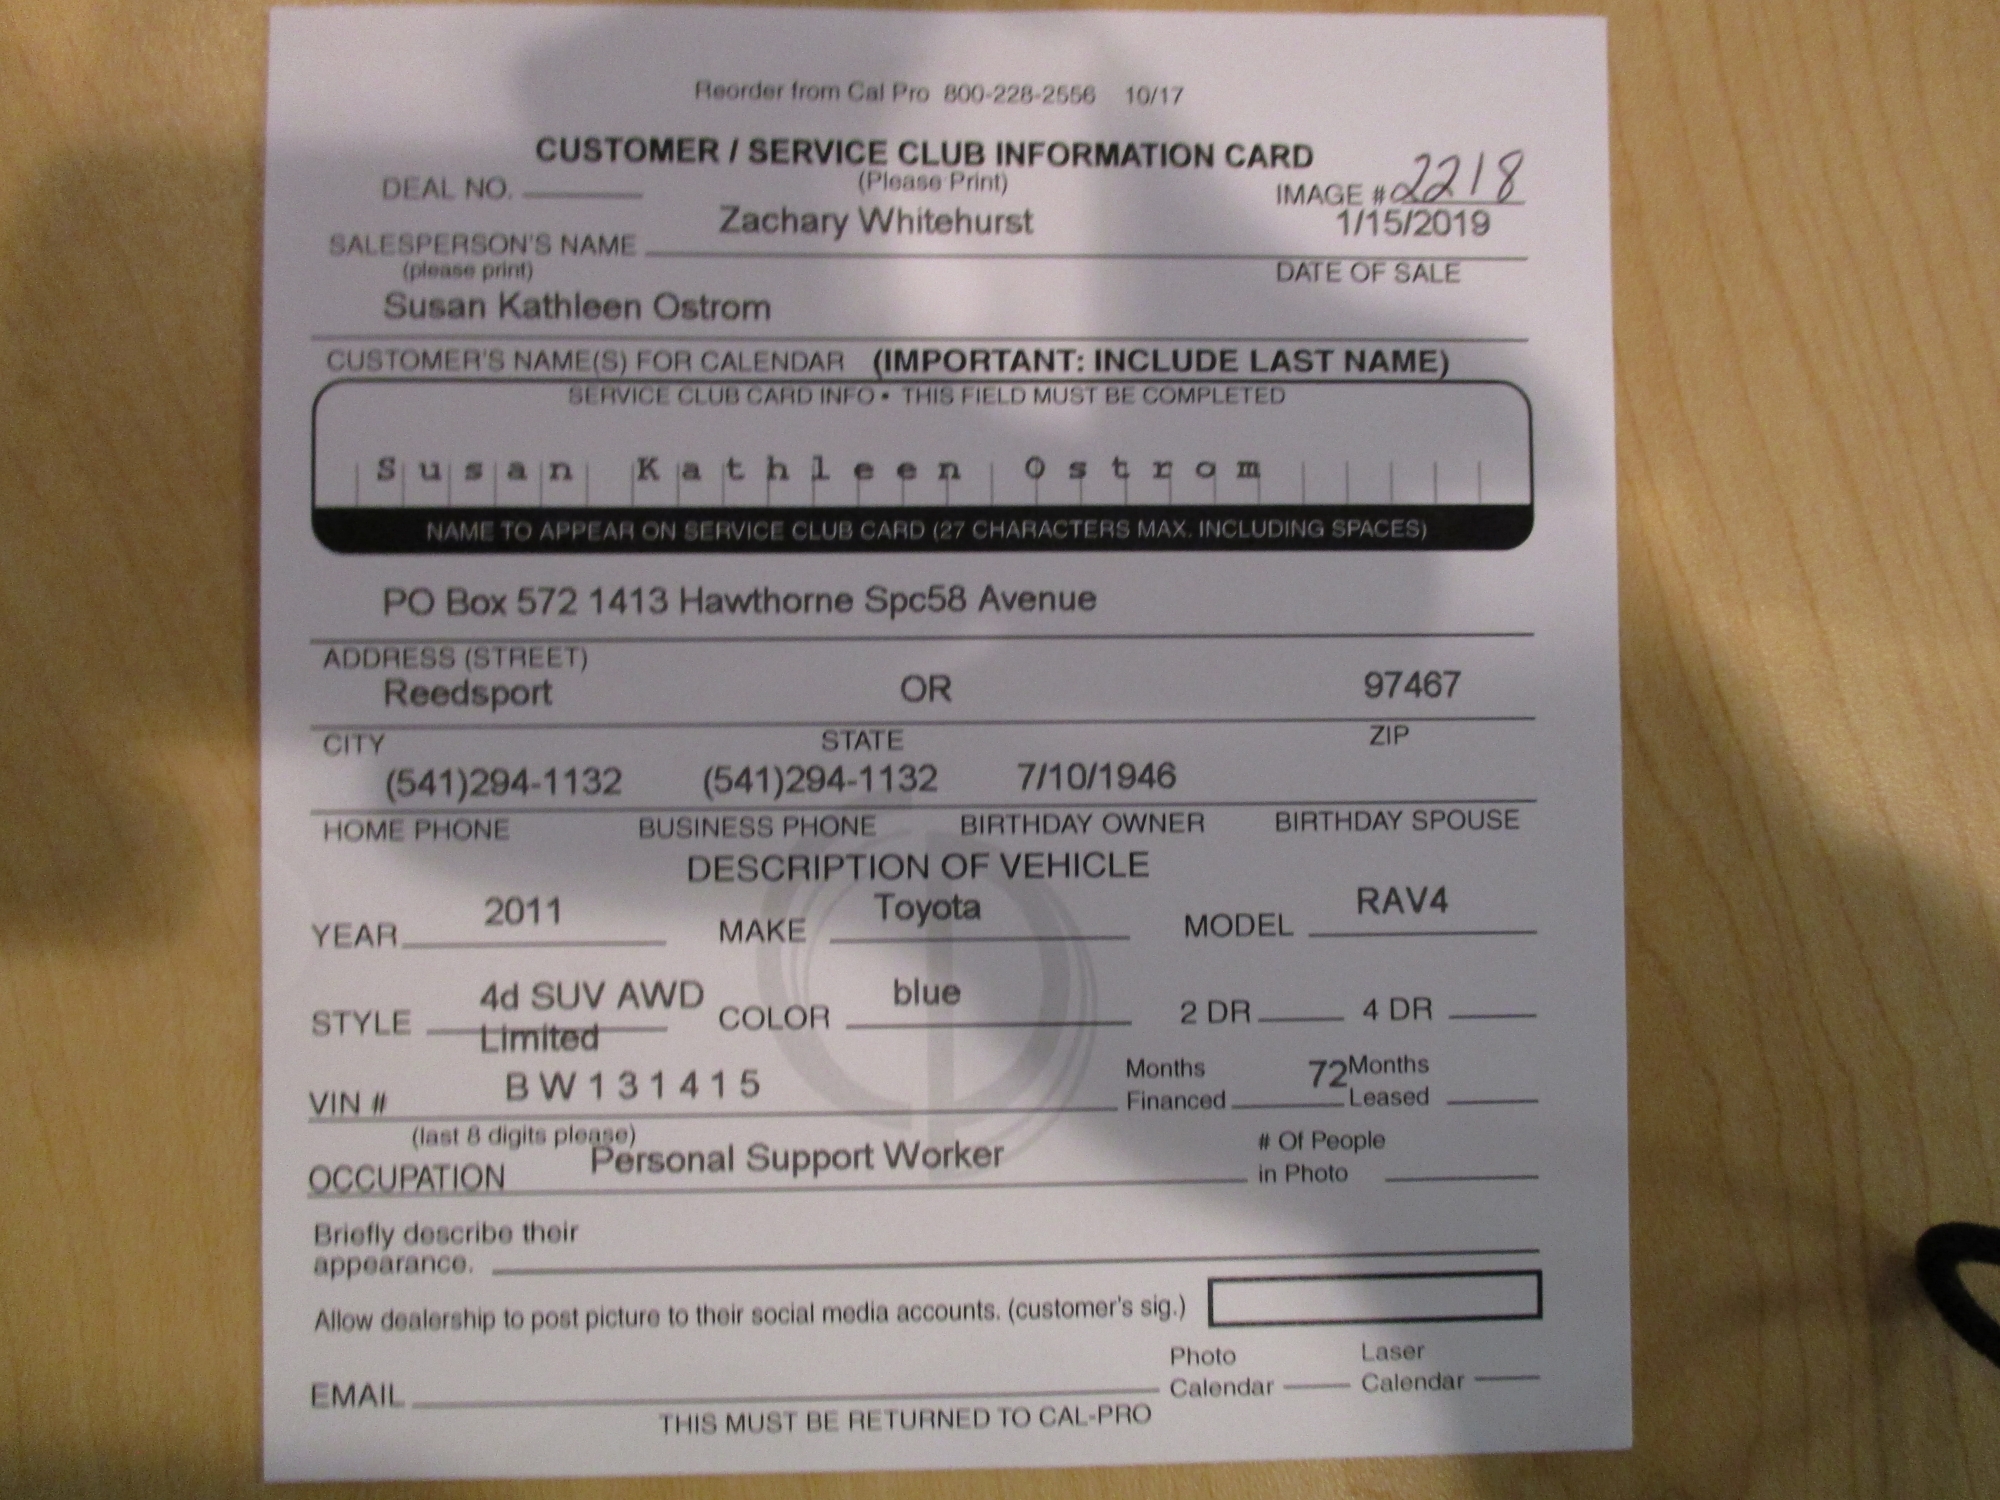 Reorder from Cal Pro 800-228-2556 10/17
CUSTOMER / SERVICE CLUB INFORMATION CARD
(Please Print)
DEAL NO.
IMAGE # 2218
Zachary Whitehurst 1/15/2019
SALESPERSON'S NAME
(please print) DATE OF SALE
Susan Kathleen Ostrom
CUSTOMER'S NAME(S) FOR CALENDAR (IMPORTANT: INCLUDE LAST NAME)
SERVICE CLUB CARD INFO • THIS FIELD MUST BE COMPLETED
Susan Kathleen Ostrom
NAME TO APPEAR ON SERVICE CLUB CARD (27 CHARACTERS MAX. INCLUDING SPACES)
PO Box 572 1413 Hawthorne Spc58 Avenue
ADDRESS (STREET)
Reedsport OR 97467
CITY STATE ZIP
(541)294-1132 (541)294-1132 7/10/1946
HOME PHONE BUSINESS PHONE BIRTHDAY OWNER BIRTHDAY SPOUSE
DESCRIPTION OF VEHICLE
YEAR 2011 MAKE Toyota MODEL RAV4
STYLE 4d SUV AWD Limited COLOR blue 2 DR 4 DR
VIN # BW131415 Months Financed 72 Months Leased
(last 8 digits please)
OCCUPATION Personal Support Worker # Of People in Photo
Briefly describe their
appearance.
Allow dealership to post picture to their social media accounts. (customer's sig.)
EMAIL Photo Calendar Laser Calendar
THIS MUST BE RETURNED TO CAL-PRO